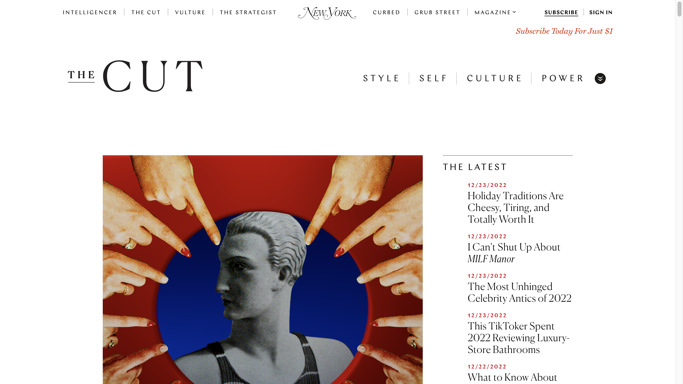 INTELLIGENCER
THE CUT
VULTURE
THE STRATEGIST
NEW YORK
CURBED
GRUB STREET
MAGAZINE
SUBSCRIBE
SIGN IN
Subscribe Today For Just $1
THE CUT
STYLE
SELF
CULTURE
POWER
THE LATEST
12/23/2022
Holiday Traditions Are
Cheesy, Tiring, and
Totally Worth It
12/23/2022
I Can't Shut Up About
MILF Manor
12/23/2022
The Most Unhinged
Celebrity Antics of 2022
12/23/2022
This TikToker Spent
2022 Reviewing Luxury-
Store Bathrooms
12/22/2022
What to Know About